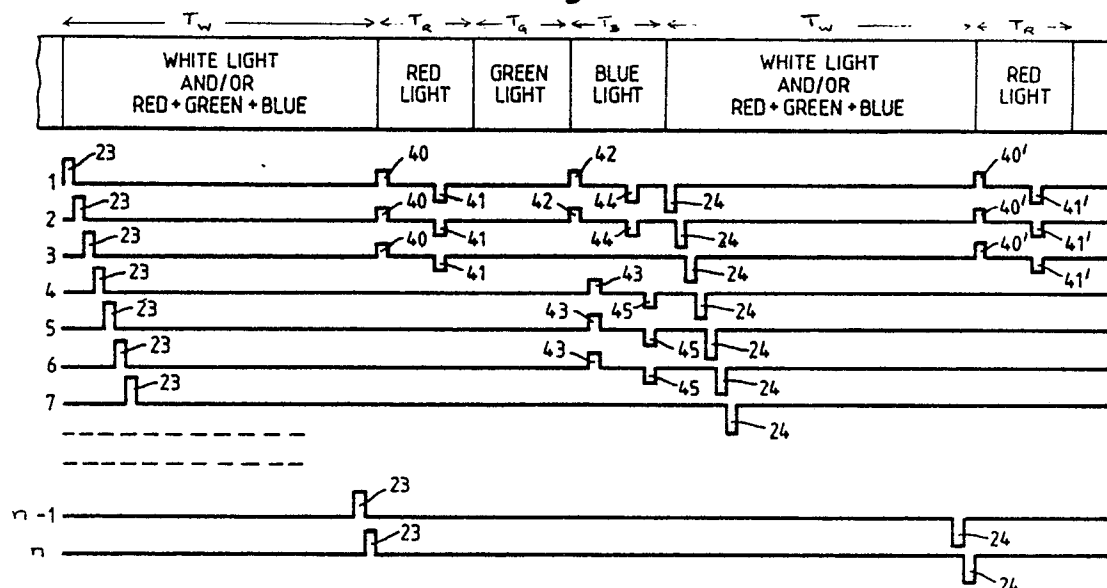 T_W T_R T_G T_B T_W T_R
WHITE LIGHT AND/OR RED + GREEN + BLUE
RED LIGHT
GREEN LIGHT
BLUE LIGHT
WHITE LIGHT AND/OR RED + GREEN + BLUE
RED LIGHT
1 23 40 41 42 44 24 40' 41'
2 23 40 41 42 44 24 40' 41'
3 23 40 41 24 40' 41'
4 23 43 45 24
5 23 43 45 24
6 23 43 45 24
7 23 24
n-1 23 24
n 23 24